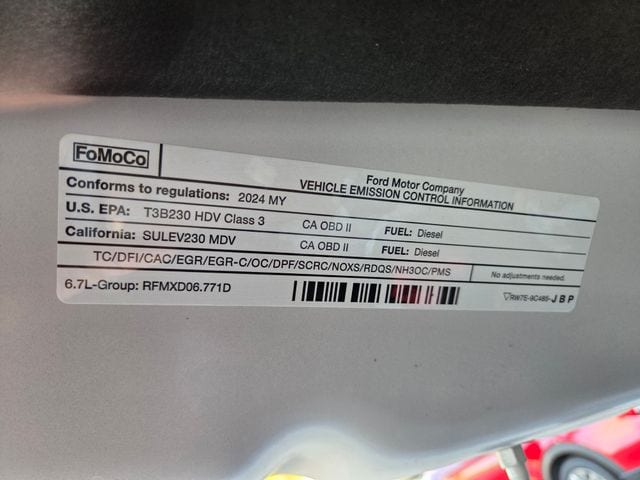 FoMoCo
Ford Motor Company
VEHICLE EMISSION CONTROL INFORMATION
Conforms to regulations: 2024 MY
U.S. EPA: T3B230 HDV Class 3 CA OBD II FUEL: Diesel
California: SULEV230 MDV CA OBD II FUEL: Diesel
TC/DFI/CAC/EGR/EGR-C/OC/DPF/SCRC/NOXS/RDQS/NH3OC/PMS No adjustments needed.
6.7L-Group: RFMXD06.771D RW7E-9C485-JBP